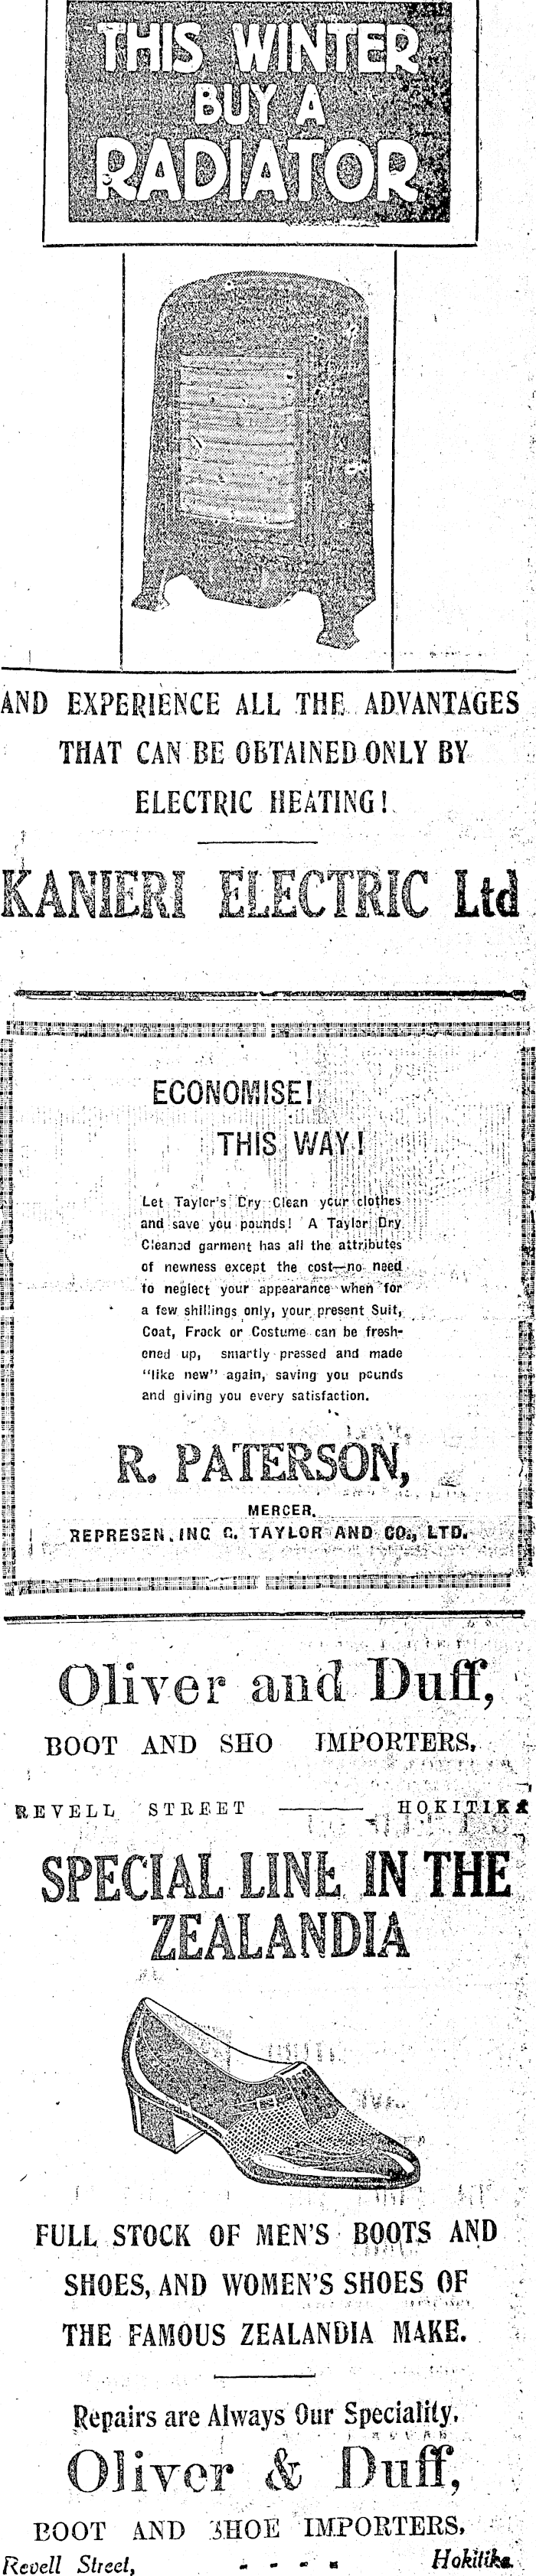 THIS WINTER
BUY A
RADIATOR
AND EXPERIENCE ALL THE ADVANTAGES
THAT CAN BE OBTAINED ONLY BY
ELECTRIC HEATING!
KANIERI ELECTRIC Ltd
ECONOMISE!
THIS WAY!
Let Taylor's Dry Clean your clothes
and save you pounds! A Taylor Dry
Cleaned garment has all the attributes
of newness except the cost—no need
to neglect your appearance when for
a few shillings only, your present Suit,
Coat, Frock or Costume can be fresh-
ened up, smartly pressed and made
"like new" again, saving you pounds
and giving you every satisfaction.
R. PATERSON,
MERCER.
REPRESEN.ING C. TAYLOR AND CO., LTD.
Oliver and Duff,
BOOT AND SHO IMPORTERS,
REVELL STREET ——— HOKITIKA
SPECIAL LINE IN THE
ZEALANDIA
FULL STOCK OF MEN'S BOOTS AND
SHOES, AND WOMEN'S SHOES OF
THE FAMOUS ZEALANDIA MAKE.
Repairs are Always Our Speciality.
Oliver & Duff,
BOOT AND SHOE IMPORTERS,
Revell Street, - - - - Hokitika